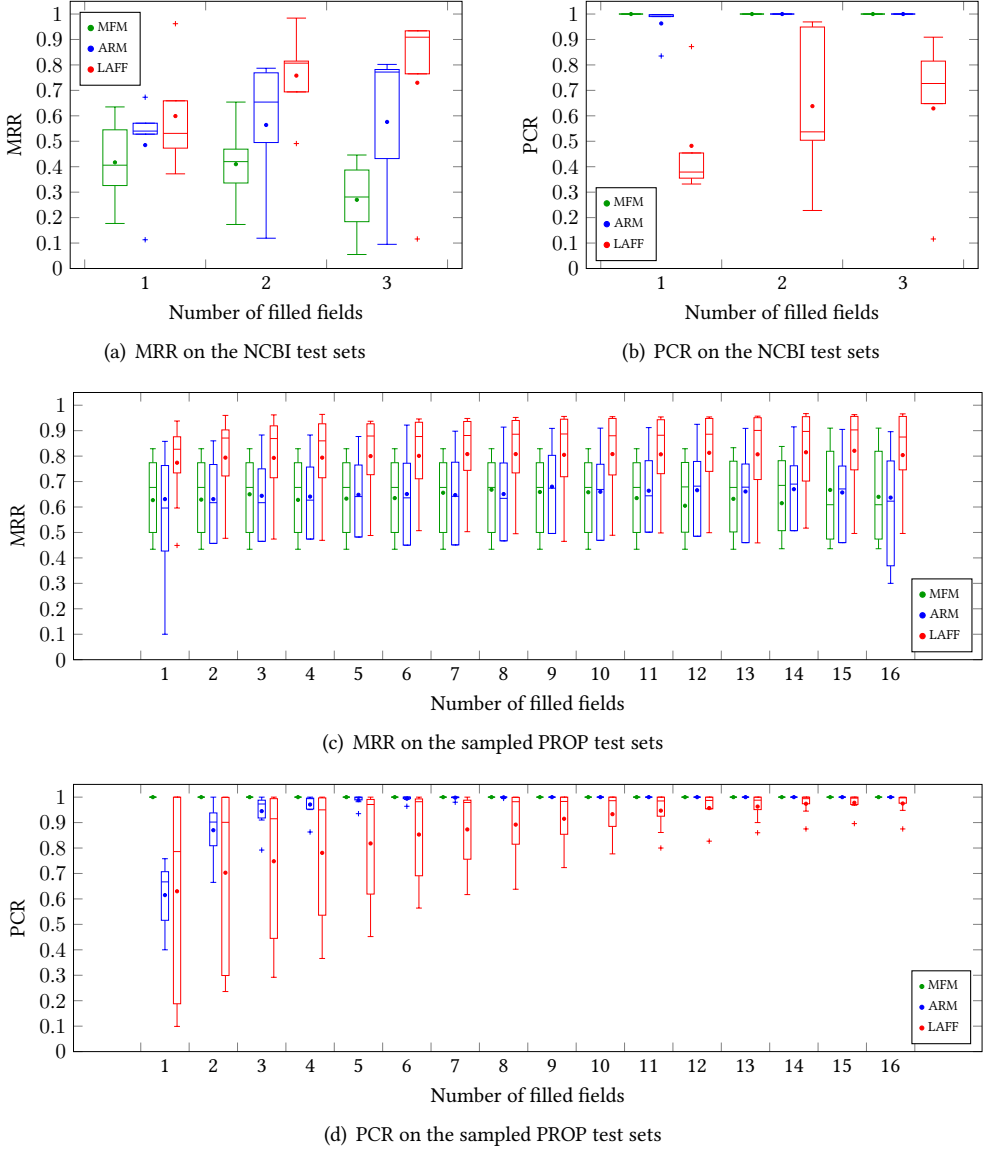 1
0.9
0.8
0.7
0.6
0.5
0.4
0.3
0.2
0.1
0
MRR
MFM
ARM
LAFF
1 2 3
Number of filled fields
(a) MRR on the NCBI test sets
1
0.9
0.8
0.7
0.6
0.5
0.4
0.3
0.2
0.1
0
PCR
MFM
ARM
LAFF
1 2 3
Number of filled fields
(b) PCR on the NCBI test sets
1
0.9
0.8
0.7
0.6
0.5
0.4
0.3
0.2
0.1
0
MRR
MFM
ARM
LAFF
1 2 3 4 5 6 7 8 9 10 11 12 13 14 15 16
Number of filled fields
(c) MRR on the sampled PROP test sets
1
0.9
0.8
0.7
0.6
0.5
0.4
0.3
0.2
0.1
0
PCR
MFM
ARM
LAFF
1 2 3 4 5 6 7 8 9 10 11 12 13 14 15 16
Number of filled fields
(d) PCR on the sampled PROP test sets